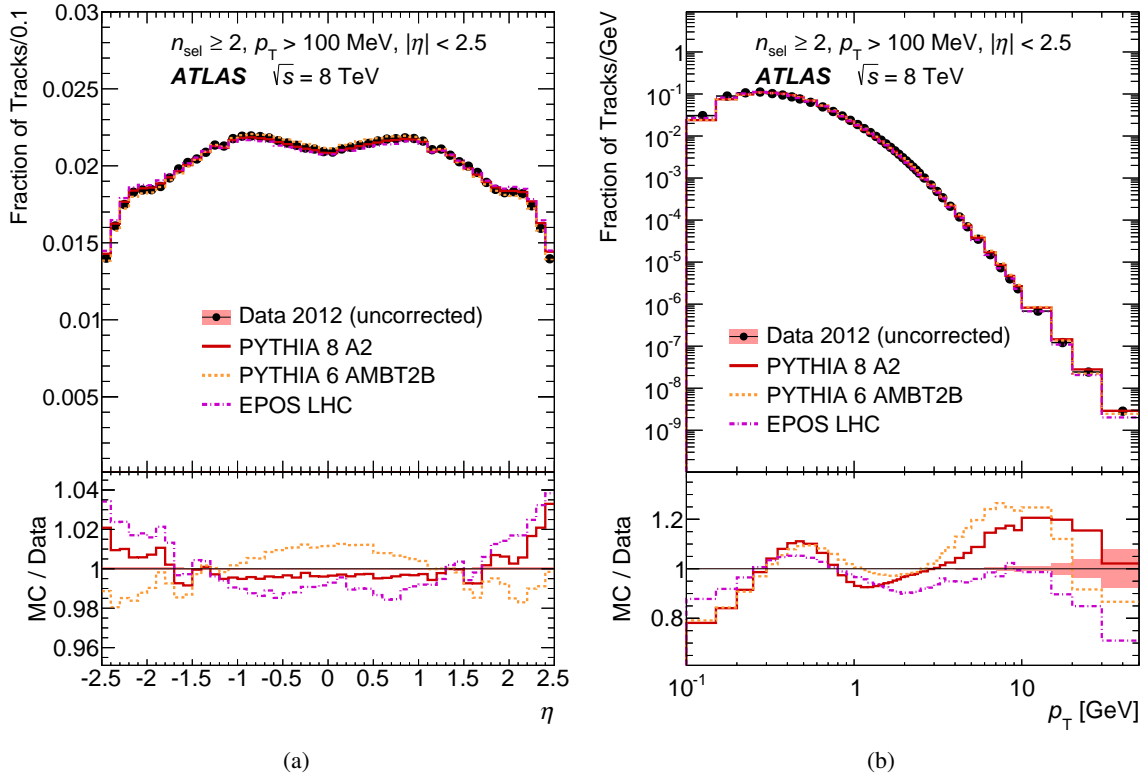 Fraction of Tracks/0.1
0.03
0.025
0.02
0.015
0.01
0.005
n_sel ≥ 2, p_T > 100 MeV, |η| < 2.5
ATLAS √s = 8 TeV
Data 2012 (uncorrected)
PYTHIA 8 A2
PYTHIA 6 AMBT2B
EPOS LHC
MC / Data
1.04
1.02
1
0.98
0.96
-2.5 -2 -1.5 -1 -0.5 0 0.5 1 1.5 2 2.5
η
(a)
Fraction of Tracks/GeV
1
10^-1
10^-2
10^-3
10^-4
10^-5
10^-6
10^-7
10^-8
10^-9
n_sel ≥ 2, p_T > 100 MeV, |η| < 2.5
ATLAS √s = 8 TeV
Data 2012 (uncorrected)
PYTHIA 8 A2
PYTHIA 6 AMBT2B
EPOS LHC
MC / Data
1.2
1
0.8
10^-1 1 10
p_T [GeV]
(b)